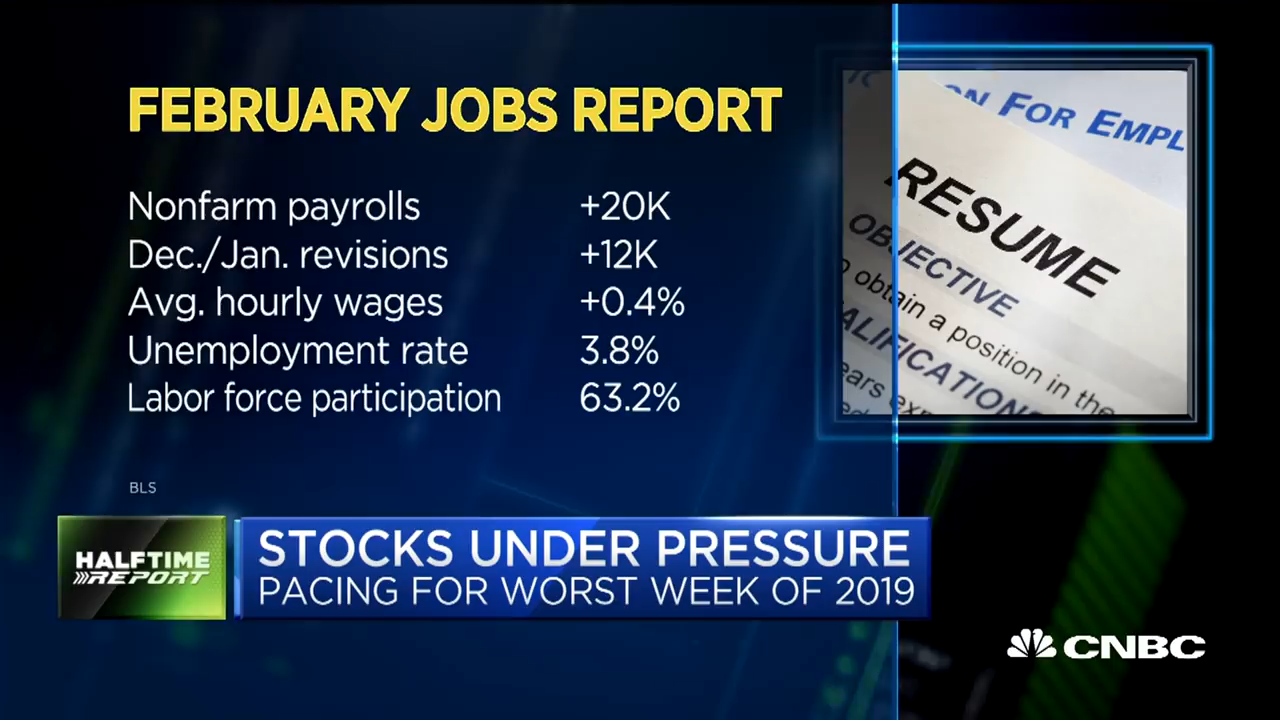 FEBRUARY JOBS REPORT
Nonfarm payrolls +20K
Dec./Jan. revisions +12K
Avg. hourly wages +0.4%
Unemployment rate 3.8%
Labor force participation 63.2%
BLS
ON FOR EMPL
RESUME
OBJECTIVE
o obtain a position in the
ALIFICATIONS
ears exp
HALFTIME
REPORT
STOCKS UNDER PRESSURE
PACING FOR WORST WEEK OF 2019
CNBC